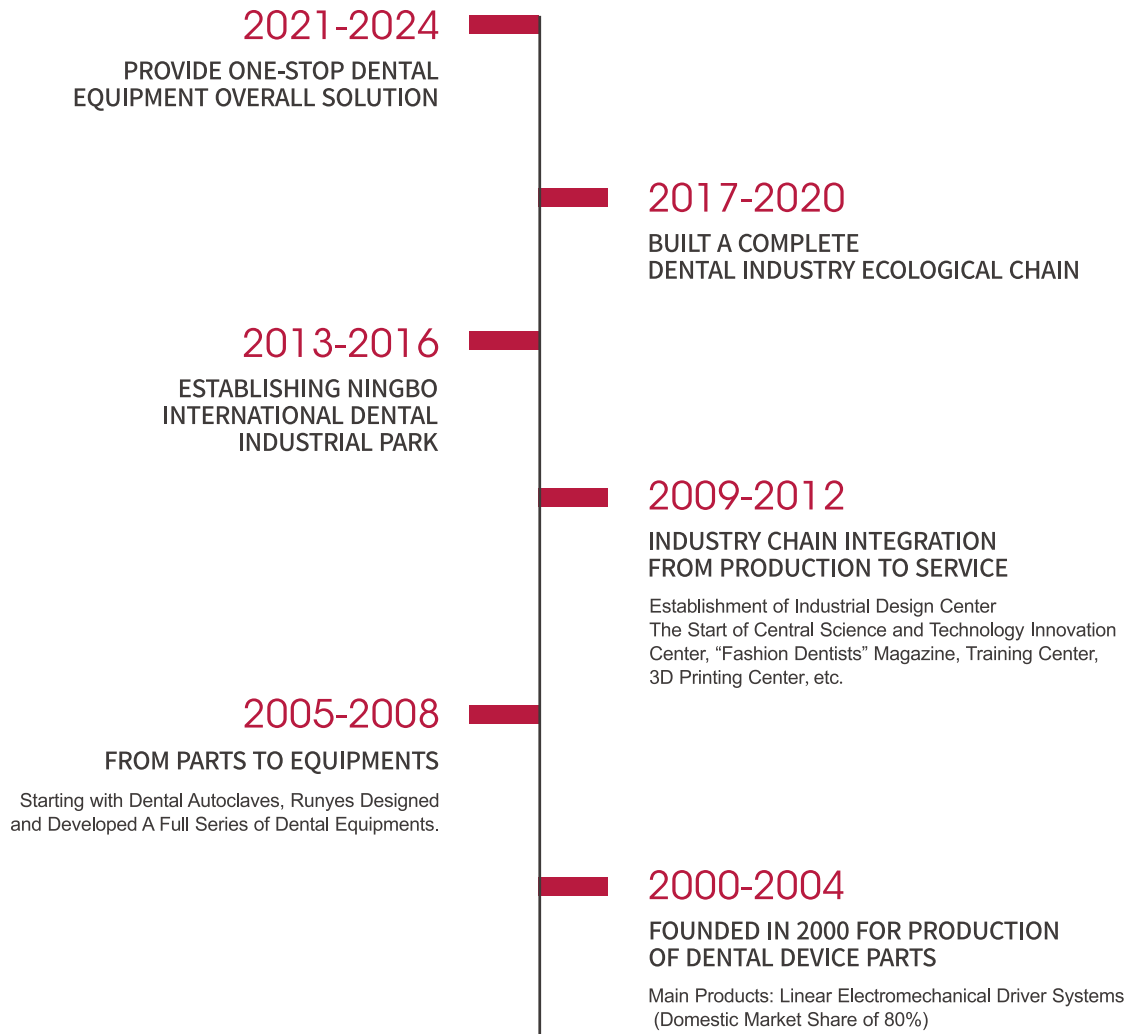 2021-2024
PROVIDE ONE-STOP DENTAL
EQUIPMENT OVERALL SOLUTION
2017-2020
BUILT A COMPLETE
DENTAL INDUSTRY ECOLOGICAL CHAIN
2013-2016
ESTABLISHING NINGBO
INTERNATIONAL DENTAL
INDUSTRIAL PARK
2009-2012
INDUSTRY CHAIN INTEGRATION
FROM PRODUCTION TO SERVICE
Establishment of Industrial Design Center
The Start of Central Science and Technology Innovation
Center, “Fashion Dentists” Magazine, Training Center,
3D Printing Center, etc.
2005-2008
FROM PARTS TO EQUIPMENTS
Starting with Dental Autoclaves, Runyes Designed
and Developed A Full Series of Dental Equipments.
2000-2004
FOUNDED IN 2000 FOR PRODUCTION
OF DENTAL DEVICE PARTS
Main Products: Linear Electromechanical Driver Systems
(Domestic Market Share of 80%)